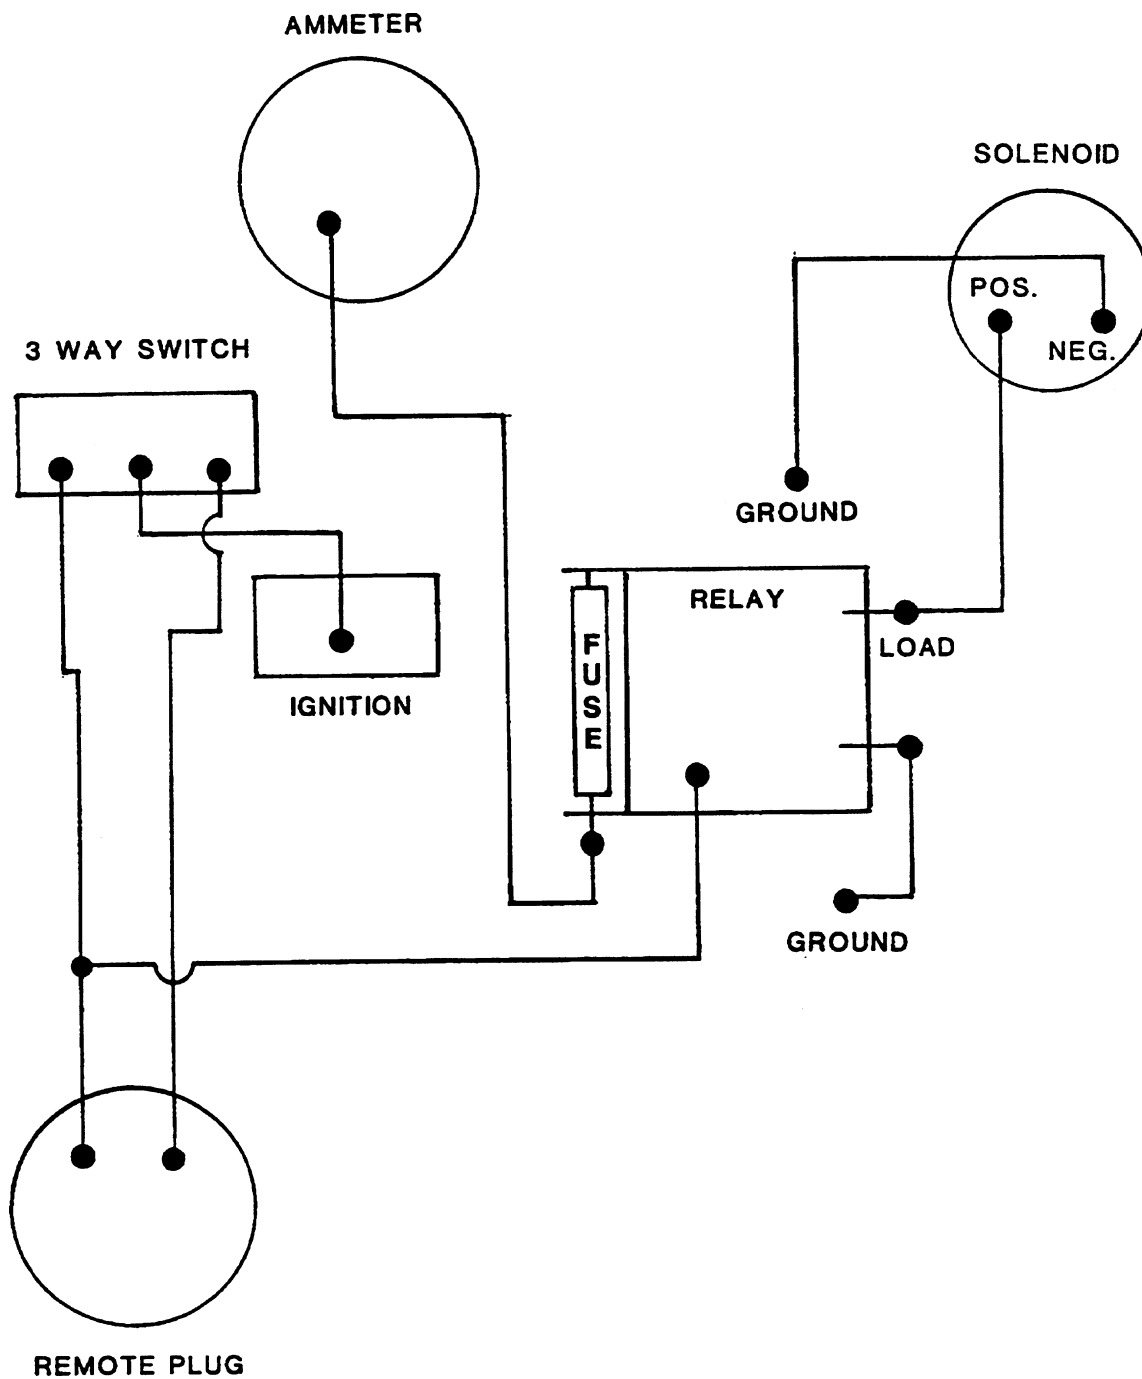 AMMETER
SOLENOID
POS.
NEG.
3 WAY SWITCH
GROUND
RELAY
FUSE
LOAD
IGNITION
GROUND
REMOTE PLUG